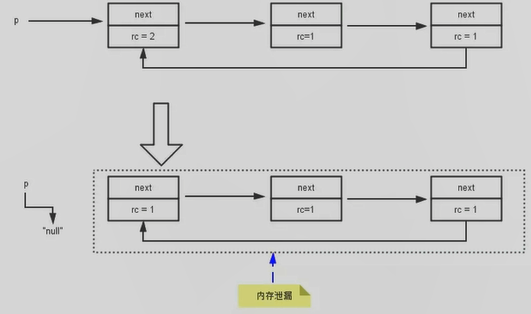 p
next
next
next
rc = 2
rc=1
rc = 1
next
next
next
p
rc = 1
rc=1
rc = 1
"null"
内存泄漏